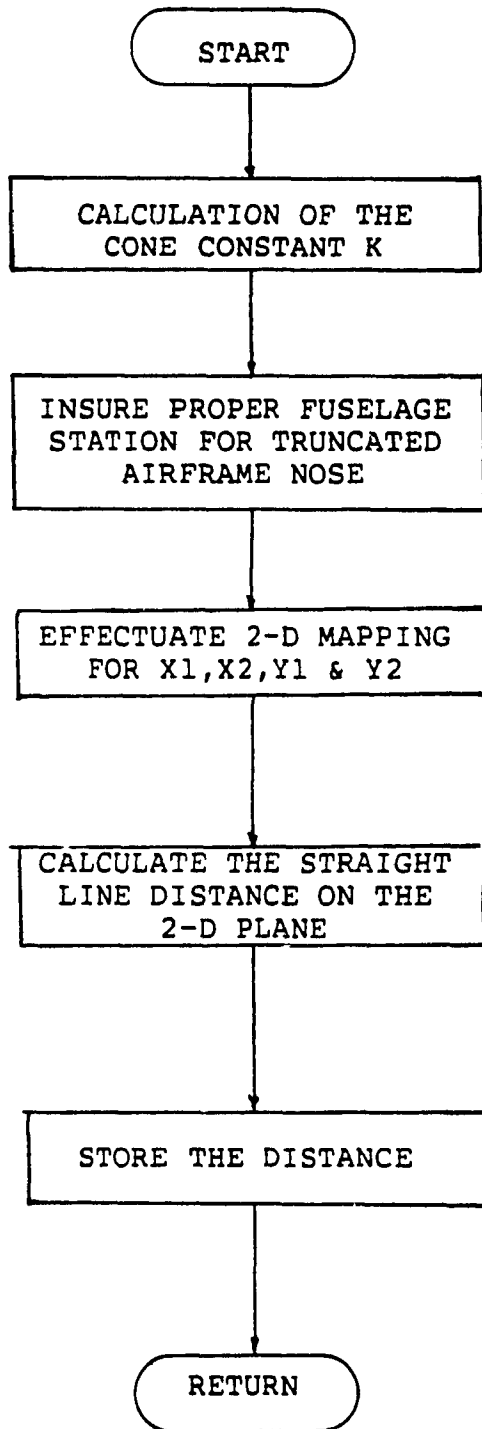 START
CALCULATION OF THE
CONE CONSTANT K
INSURE PROPER FUSELAGE
STATION FOR TRUNCATED
AIRFRAME NOSE
EFFECTUATE 2-D MAPPING
FOR X1,X2,Y1 & Y2
CALCULATE THE STRAIGHT
LINE DISTANCE ON THE
2-D PLANE
STORE THE DISTANCE
RETURN